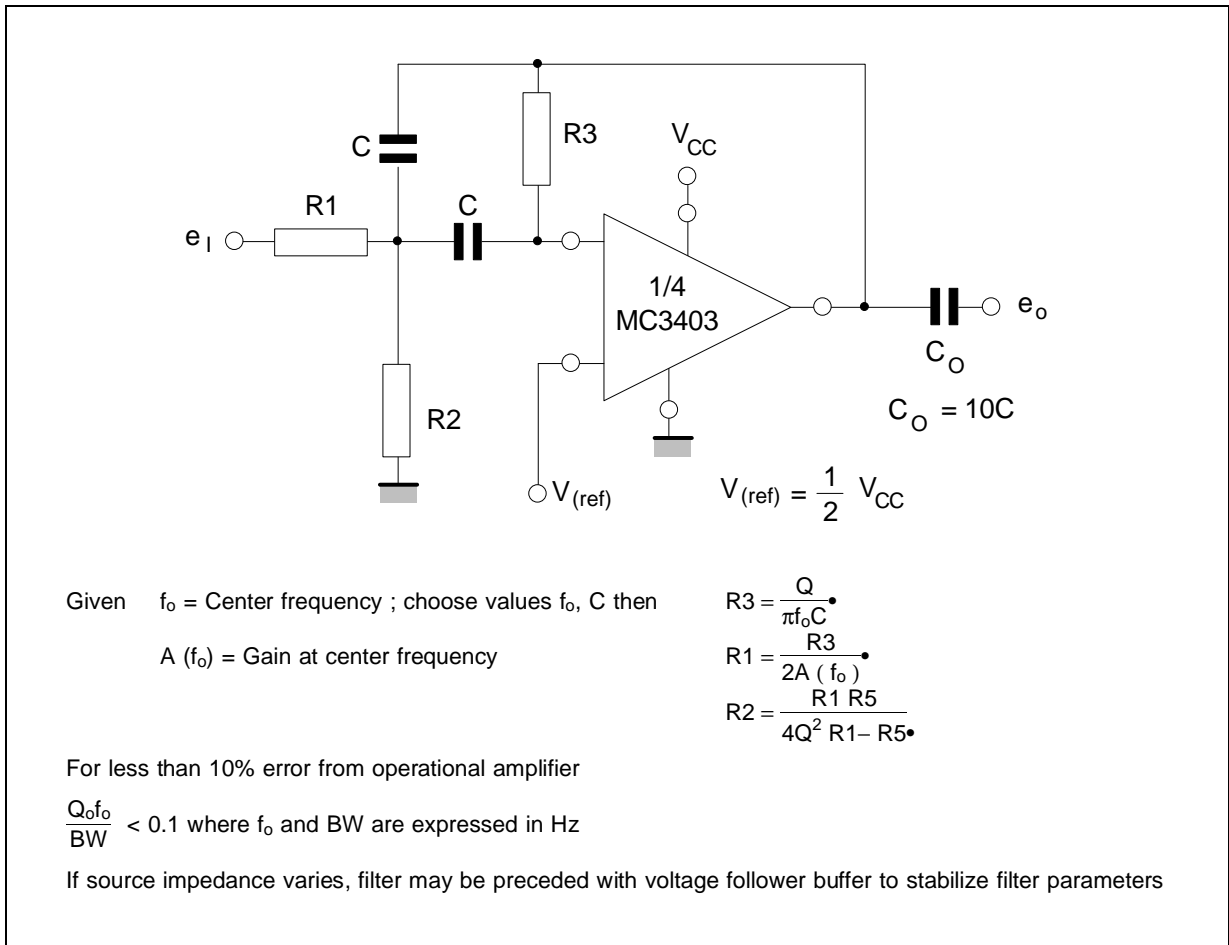 R3
V_CC
C
R1
C
e_I
1/4
MC3403
e_o
C_O
C_O = 10C
R2
V_(ref)
V_(ref) = 1/2 V_CC
Given f_o = Center frequency ; choose values f_o, C then
R3 = Q/πf_oC•
A (f_o) = Gain at center frequency
R1 = R3/2A ( f_o )•
R2 = R1 R5/4Q² R1– R5•
For less than 10% error from operational amplifier
Q_of_o/BW < 0.1 where f_o and BW are expressed in Hz
If source impedance varies, filter may be preceded with voltage follower buffer to stabilize filter parameters